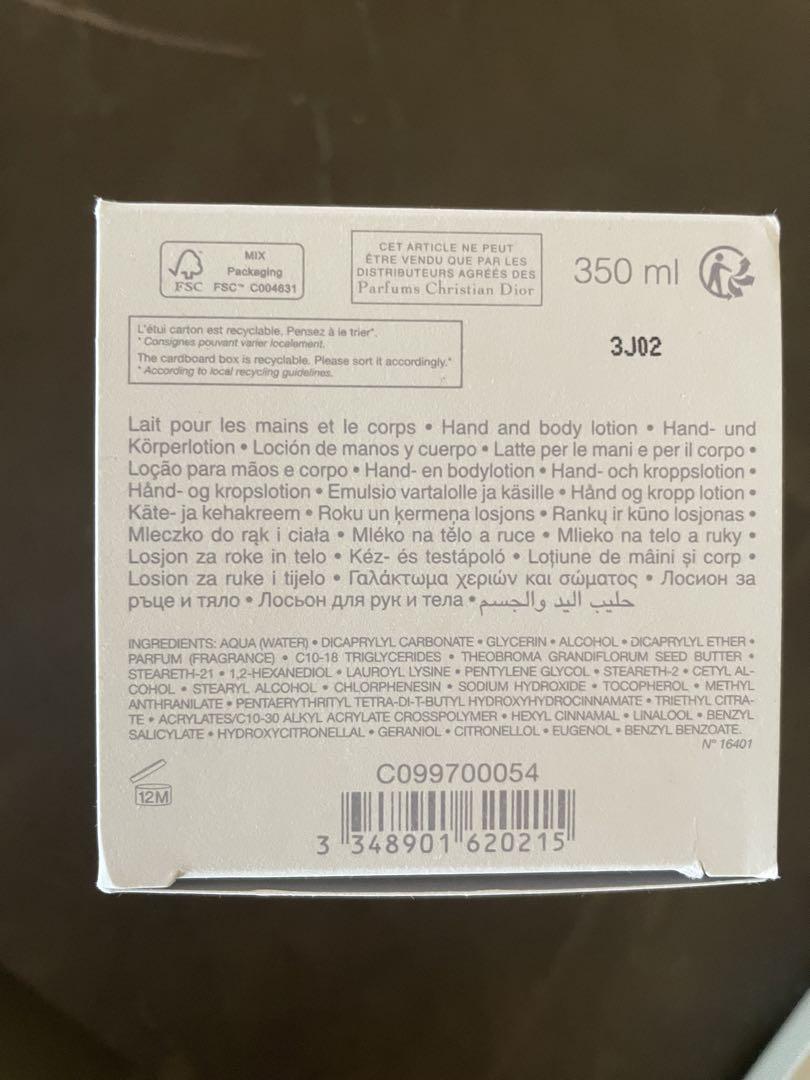 MIX
Packaging
FSC FSC™ C004631
CET ARTICLE NE PEUT
ÊTRE VENDU QUE PAR LES
DISTRIBUTEURS AGRÉÉS DES
Parfums Christian Dior
350 ml
L'étui carton est recyclable. Pensez à le trier*.
* Consignes pouvant varier localement.
The cardboard box is recyclable. Please sort it accordingly.*
* According to local recycling guidelines.
3J02
Lait pour les mains et le corps • Hand and body lotion • Hand- und
Körperlotion • Loción de manos y cuerpo • Latte per le mani e per il corpo •
Loção para mãos e corpo • Hand- en bodylotion • Hand- och kroppslotion •
Hånd- og kropslotion • Emulsio vartalolle ja käsille • Hånd og kropp lotion •
Käte- ja kehakreem • Roku un ķermeņa losjons • Rankų ir kūno losjonas •
Mleczko do rąk i ciała • Mléko na tělo a ruce • Mlieko na telo a ruky •
Losjon za roke in telo • Kéz- és testápoló • Loțiune de mâini și corp •
Losion za ruke i tijelo • Γαλάκτωμα χεριών και σώματος • Лосион за
ръце и тяло • Лосьон для рук и тела • حليب اليد والجسم
INGREDIENTS: AQUA (WATER) • DICAPRYLYL CARBONATE • GLYCERIN • ALCOHOL • DICAPRYLYL ETHER •
PARFUM (FRAGRANCE) • C10-18 TRIGLYCERIDES • THEOBROMA GRANDIFLORUM SEED BUTTER •
STEARETH-21 • 1,2-HEXANEDIOL • LAUROYL LYSINE • PENTYLENE GLYCOL • STEARETH-2 • CETYL AL-
COHOL • STEARYL ALCOHOL • CHLORPHENESIN • SODIUM HYDROXIDE • TOCOPHEROL • METHYL
ANTHRANILATE • PENTAERYTHRITYL TETRA-DI-T-BUTYL HYDROXYHYDROCINNAMATE • TRIETHYL CITRA-
TE • ACRYLATES/C10-30 ALKYL ACRYLATE CROSSPOLYMER • HEXYL CINNAMAL • LINALOOL • BENZYL
SALICYLATE • HYDROXYCITRONELLAL • GERANIOL • CITRONELLOL • EUGENOL • BENZYL BENZOATE.
N° 16401
12M
C099700054
3 348901 620215